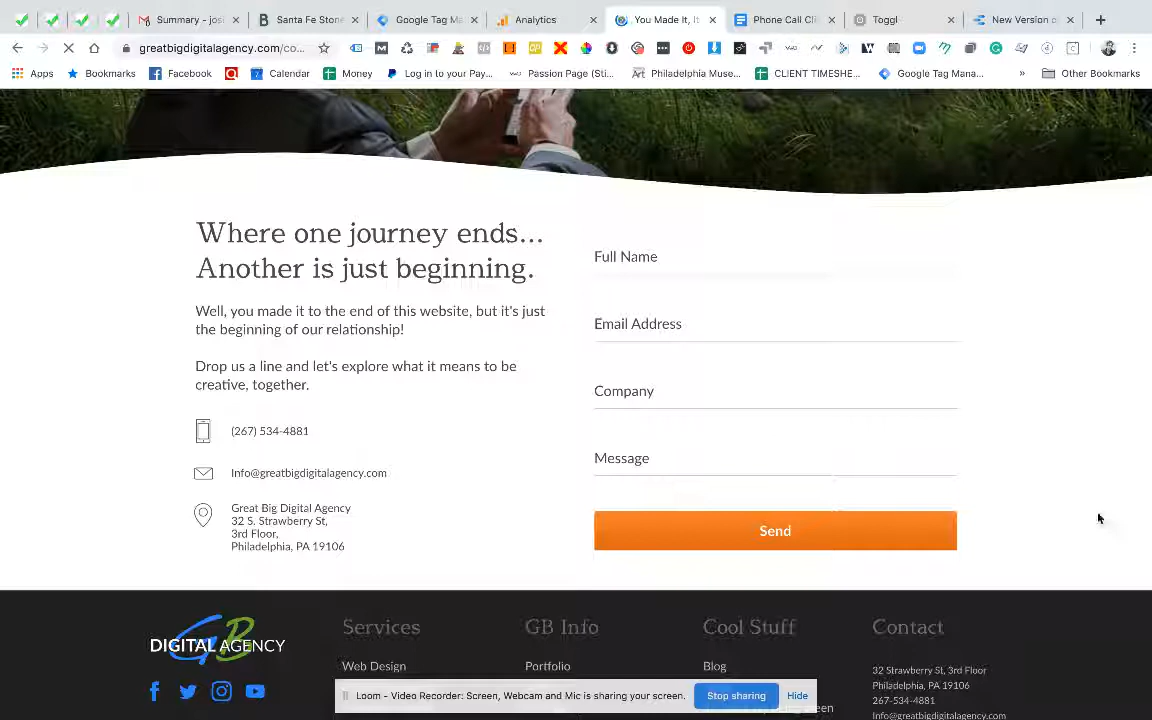 Summary - josi
Santa Fe Stone
Google Tag Ma
Analytics
You Made It, It
Phone Call Cli
Toggl
New Version o
greatbigdigitalagency.com/co...
Apps
Bookmarks
Facebook
Calendar
Money
Log in to your Pay...
Passion Page (Sti...
Philadelphia Muse...
CLIENT TIMESHE...
Google Tag Mana...
»
Other Bookmarks
Where one journey ends...
Another is just beginning.
Well, you made it to the end of this website, but it's just
the beginning of our relationship!
Drop us a line and let's explore what it means to be
creative, together.
(267) 534-4881
Info@greatbigdigitalagency.com
Great Big Digital Agency
32 S. Strawberry St,
3rd Floor,
Philadelphia, PA 19106
Full Name
Email Address
Company
Message
Send
GB
DIGITAL AGENCY
Services
Web Design
GB Info
Portfolio
Cool Stuff
Blog
Contact
32 Strawberry St, 3rd Floor
Philadelphia, PA 19106
267-534-4881
Info@greatbigdigitalagency.com
Loom - Video Recorder: Screen, Webcam and Mic is sharing your screen.
Stop sharing
Hide